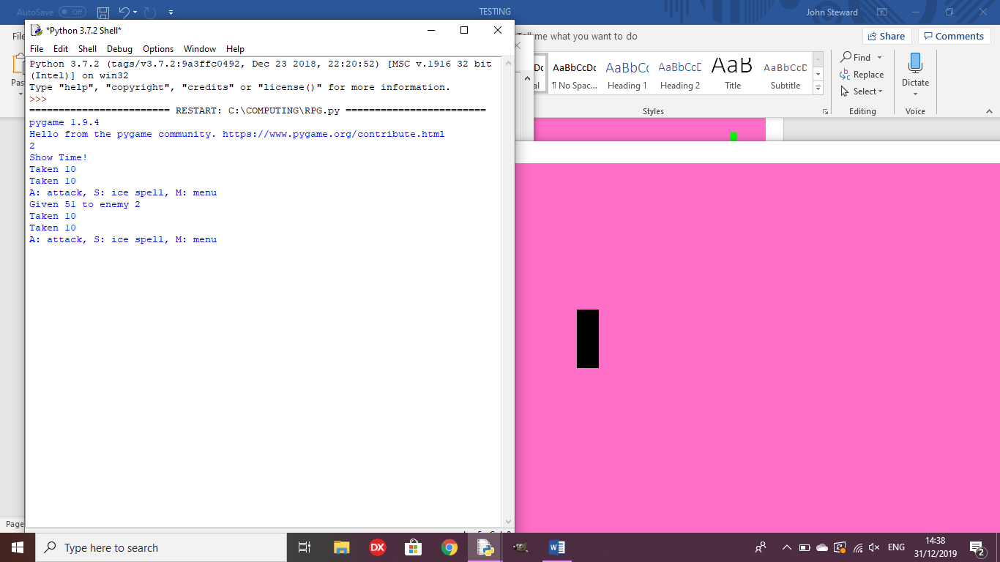 AutoSave Off
TESTING
John Steward
*Python 3.7.2 Shell*
File Edit Shell Debug Options Window Help
Python 3.7.2 (tags/v3.7.2:9a3ffc0492, Dec 23 2018, 22:20:52) [MSC v.1916 32 bit
(Intel)] on win32
Type "help", "copyright", "credits" or "license()" for more information.
>>>
======================== RESTART: C:\COMPUTING\RPG.py ========================
pygame 1.9.4
Hello from the pygame community. https://www.pygame.org/contribute.html
2
Show Time!
Taken 10
Taken 10
A: attack, S: ice spell, M: menu
Given 51 to enemy 2
Taken 10
Taken 10
A: attack, S: ice spell, M: menu
me what you want to do
Share
Comments
AaBbCcDc
AaBbCc
AaBbCcD
AaB
AaBbCcD
¶ No Spac...
Heading 1
Heading 2
Title
Subtitle
Styles
Find
Replace
Select
Editing
Dictate
Voice
Page
Type here to search
DX
ENG
14:38
31/12/2019
2